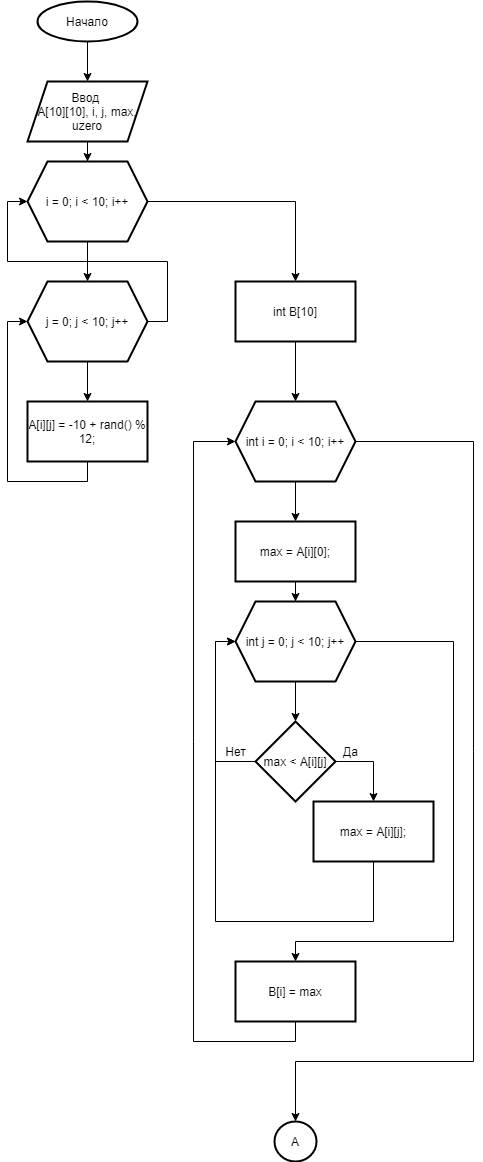 Начало
Ввод
A[10][10], i, j, max,
uzero
i = 0; i < 10; i++
j = 0; j < 10; j++
A[i][j] = -10 + rand() %
12;
int B[10]
int i = 0; i < 10; i++
max = A[i][0];
int j = 0; j < 10; j++
Нет
max < A[i][j]
Да
max = A[i][j];
B[i] = max
A